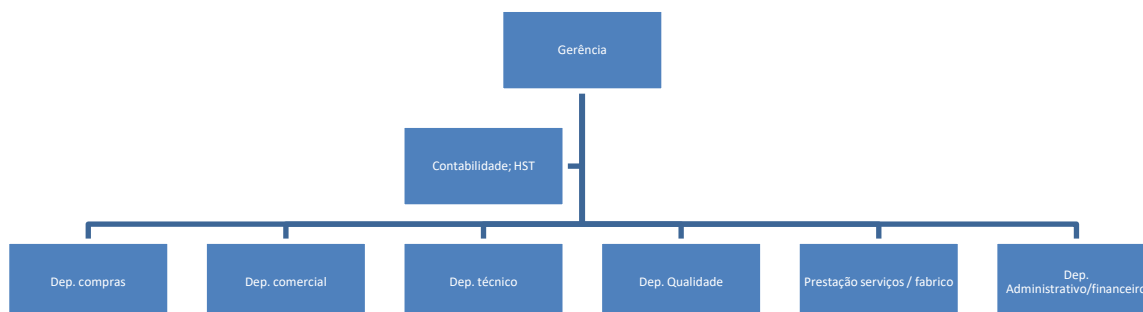 Gerência
Contabilidade; HST
Dep. compras
Dep. comercial
Dep. técnico
Dep. Qualidade
Prestação serviços / fabrico
Dep.
Administrativo/financeiro